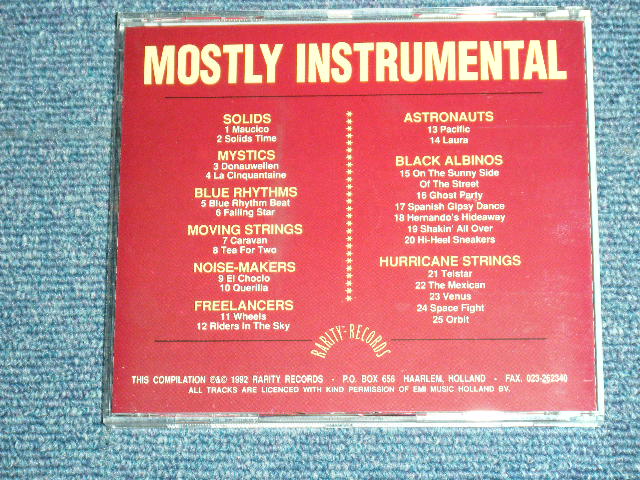 MOSTLY INSTRUMENTAL
SOLIDS
1 Maucico
2 Solids Time
MYSTICS
3 Donauwellen
4 La Cinquantaine
BLUE RHYTHMS
5 Blue Rhythm Beat
6 Falling Star
MOVING STRINGS
7 Caravan
8 Tea For Two
NOISE-MAKERS
9 El Choclo
10 Querilla
FREELANCERS
11 Wheels
12 Riders In The Sky
ASTRONAUTS
13 Pacific
14 Laura
BLACK ALBINOS
15 On The Sunny Side
Of The Street
16 Ghost Party
17 Spanish Gipsy Dance
18 Hernando's Hideaway
19 Shakin' All Over
20 Hi-Heel Sneakers
HURRICANE STRINGS
21 Telstar
22 The Mexican
23 Venus
24 Space Fight
25 Orbit
RARITY-RECORDS
THIS COMPILATION ℗&© 1992 RARITY RECORDS - P.O. BOX 656 HAARLEM, HOLLAND - FAX. 023-262340
ALL TRACKS ARE LICENCED WITH KIND PERMISSION OF EMI MUSIC HOLLAND BV.